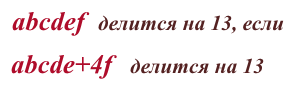 abcdef делится на 13, если
abcde+4f делится на 13